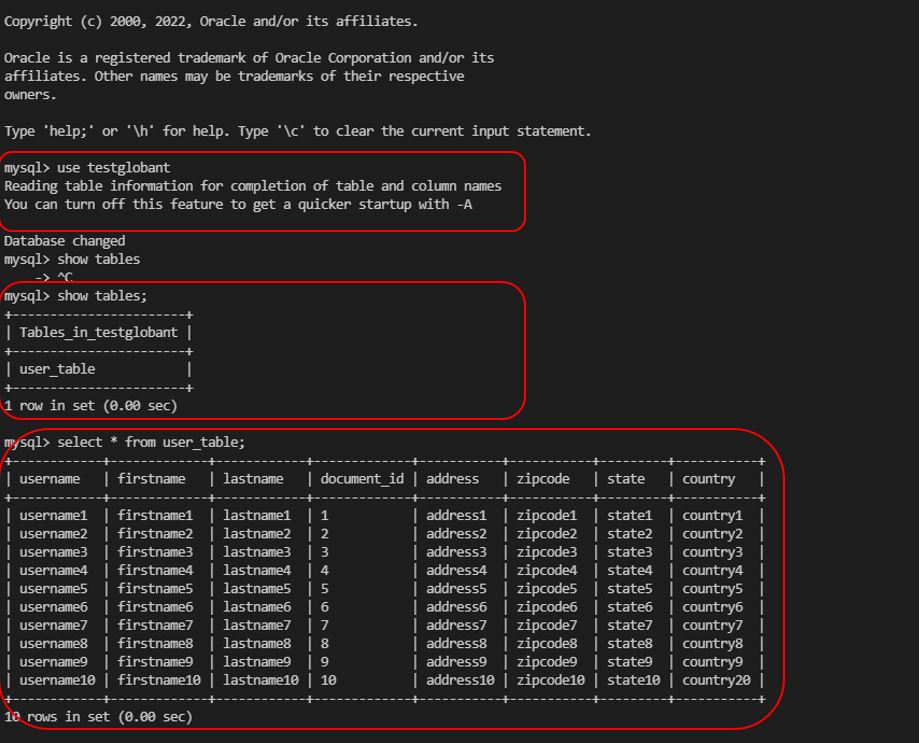 Copyright (c) 2000, 2022, Oracle and/or its affiliates.
Oracle is a registered trademark of Oracle Corporation and/or its
affiliates. Other names may be trademarks of their respective
owners.
Type 'help;' or '\h' for help. Type '\c' to clear the current input statement.
mysql> use testglobant
Reading table information for completion of table and column names
You can turn off this feature to get a quicker startup with -A
Database changed
mysql> show tables
    -> ^C
mysql> show tables;
+-----------------------+
| Tables_in_testglobant |
+-----------------------+
| user_table            |
+-----------------------+
1 row in set (0.00 sec)
mysql> select * from user_table;
+------------+-------------+------------+-------------+-----------+-----------+---------+-----------+
| username   | firstname   | lastname   | document_id | address   | zipcode   | state   | country   |
+------------+-------------+------------+-------------+-----------+-----------+---------+-----------+
| username1  | firstname1  | lastname1  | 1           | address1  | zipcode1  | state1  | country1  |
| username2  | firstname2  | lastname2  | 2           | address2  | zipcode2  | state2  | country2  |
| username3  | firstname3  | lastname3  | 3           | address3  | zipcode3  | state3  | country3  |
| username4  | firstname4  | lastname4  | 4           | address4  | zipcode4  | state4  | country4  |
| username5  | firstname5  | lastname5  | 5           | address5  | zipcode5  | state5  | country5  |
| username6  | firstname6  | lastname6  | 6           | address6  | zipcode6  | state6  | country6  |
| username7  | firstname7  | lastname7  | 7           | address7  | zipcode7  | state7  | country7  |
| username8  | firstname8  | lastname8  | 8           | address8  | zipcode8  | state8  | country8  |
| username9  | firstname9  | lastname9  | 9           | address9  | zipcode9  | state9  | country9  |
| username10 | firstname10 | lastname10 | 10          | address10 | zipcode10 | state10 | country20 |
+------------+-------------+------------+-------------+-----------+-----------+---------+-----------+
10 rows in set (0.00 sec)